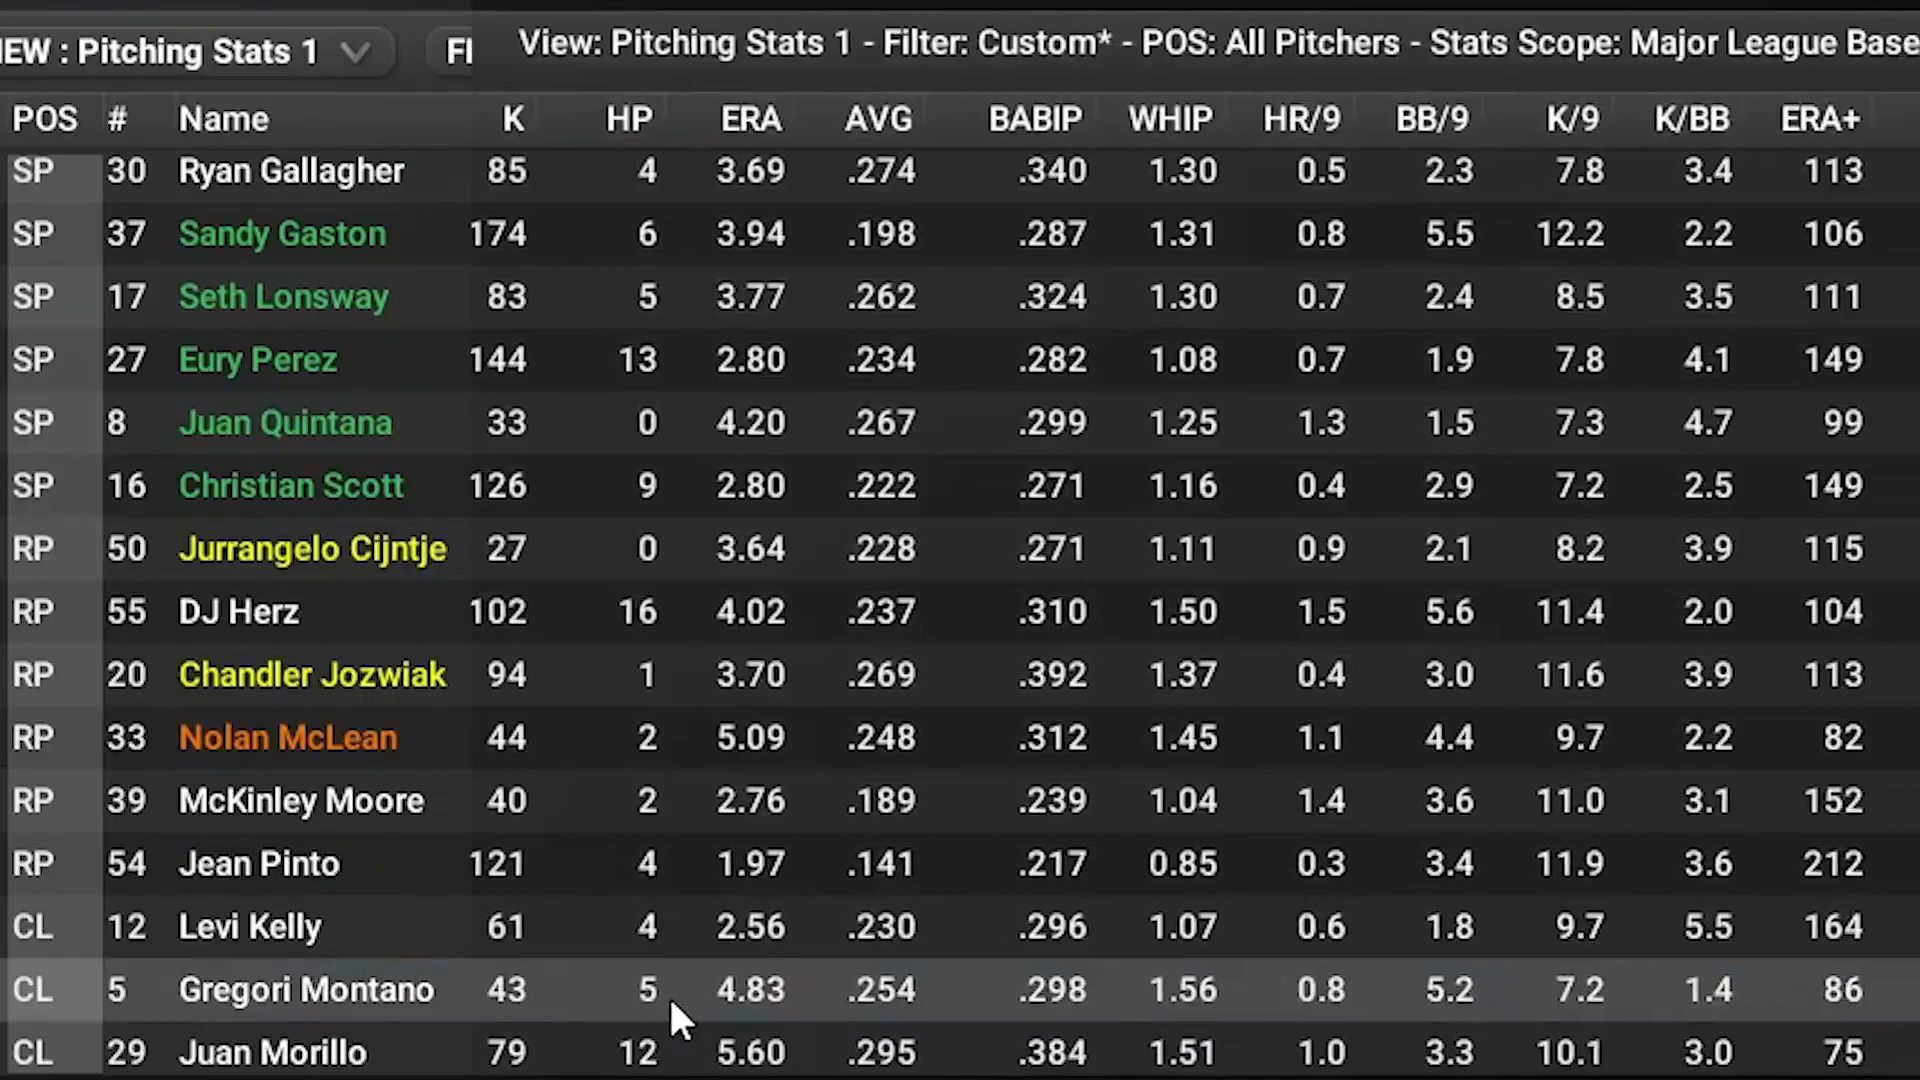 IEW : Pitching Stats 1
FI
View: Pitching Stats 1 - Filter: Custom* - POS: All Pitchers - Stats Scope: Major League Base
POS # Name K HP ERA AVG BABIP WHIP HR/9 BB/9 K/9 K/BB ERA+
SP 30 Ryan Gallagher 85 4 3.69 .274 .340 1.30 0.5 2.3 7.8 3.4 113
SP 37 Sandy Gaston 174 6 3.94 .198 .287 1.31 0.8 5.5 12.2 2.2 106
SP 17 Seth Lonsway 83 5 3.77 .262 .324 1.30 0.7 2.4 8.5 3.5 111
SP 27 Eury Perez 144 13 2.80 .234 .282 1.08 0.7 1.9 7.8 4.1 149
SP 8 Juan Quintana 33 0 4.20 .267 .299 1.25 1.3 1.5 7.3 4.7 99
SP 16 Christian Scott 126 9 2.80 .222 .271 1.16 0.4 2.9 7.2 2.5 149
RP 50 Jurrangelo Cijntje 27 0 3.64 .228 .271 1.11 0.9 2.1 8.2 3.9 115
RP 55 DJ Herz 102 16 4.02 .237 .310 1.50 1.5 5.6 11.4 2.0 104
RP 20 Chandler Jozwiak 94 1 3.70 .269 .392 1.37 0.4 3.0 11.6 3.9 113
RP 33 Nolan McLean 44 2 5.09 .248 .312 1.45 1.1 4.4 9.7 2.2 82
RP 39 McKinley Moore 40 2 2.76 .189 .239 1.04 1.4 3.6 11.0 3.1 152
RP 54 Jean Pinto 121 4 1.97 .141 .217 0.85 0.3 3.4 11.9 3.6 212
CL 12 Levi Kelly 61 4 2.56 .230 .296 1.07 0.6 1.8 9.7 5.5 164
CL 5 Gregori Montano 43 5 4.83 .254 .298 1.56 0.8 5.2 7.2 1.4 86
CL 29 Juan Morillo 79 12 5.60 .295 .384 1.51 1.0 3.3 10.1 3.0 75